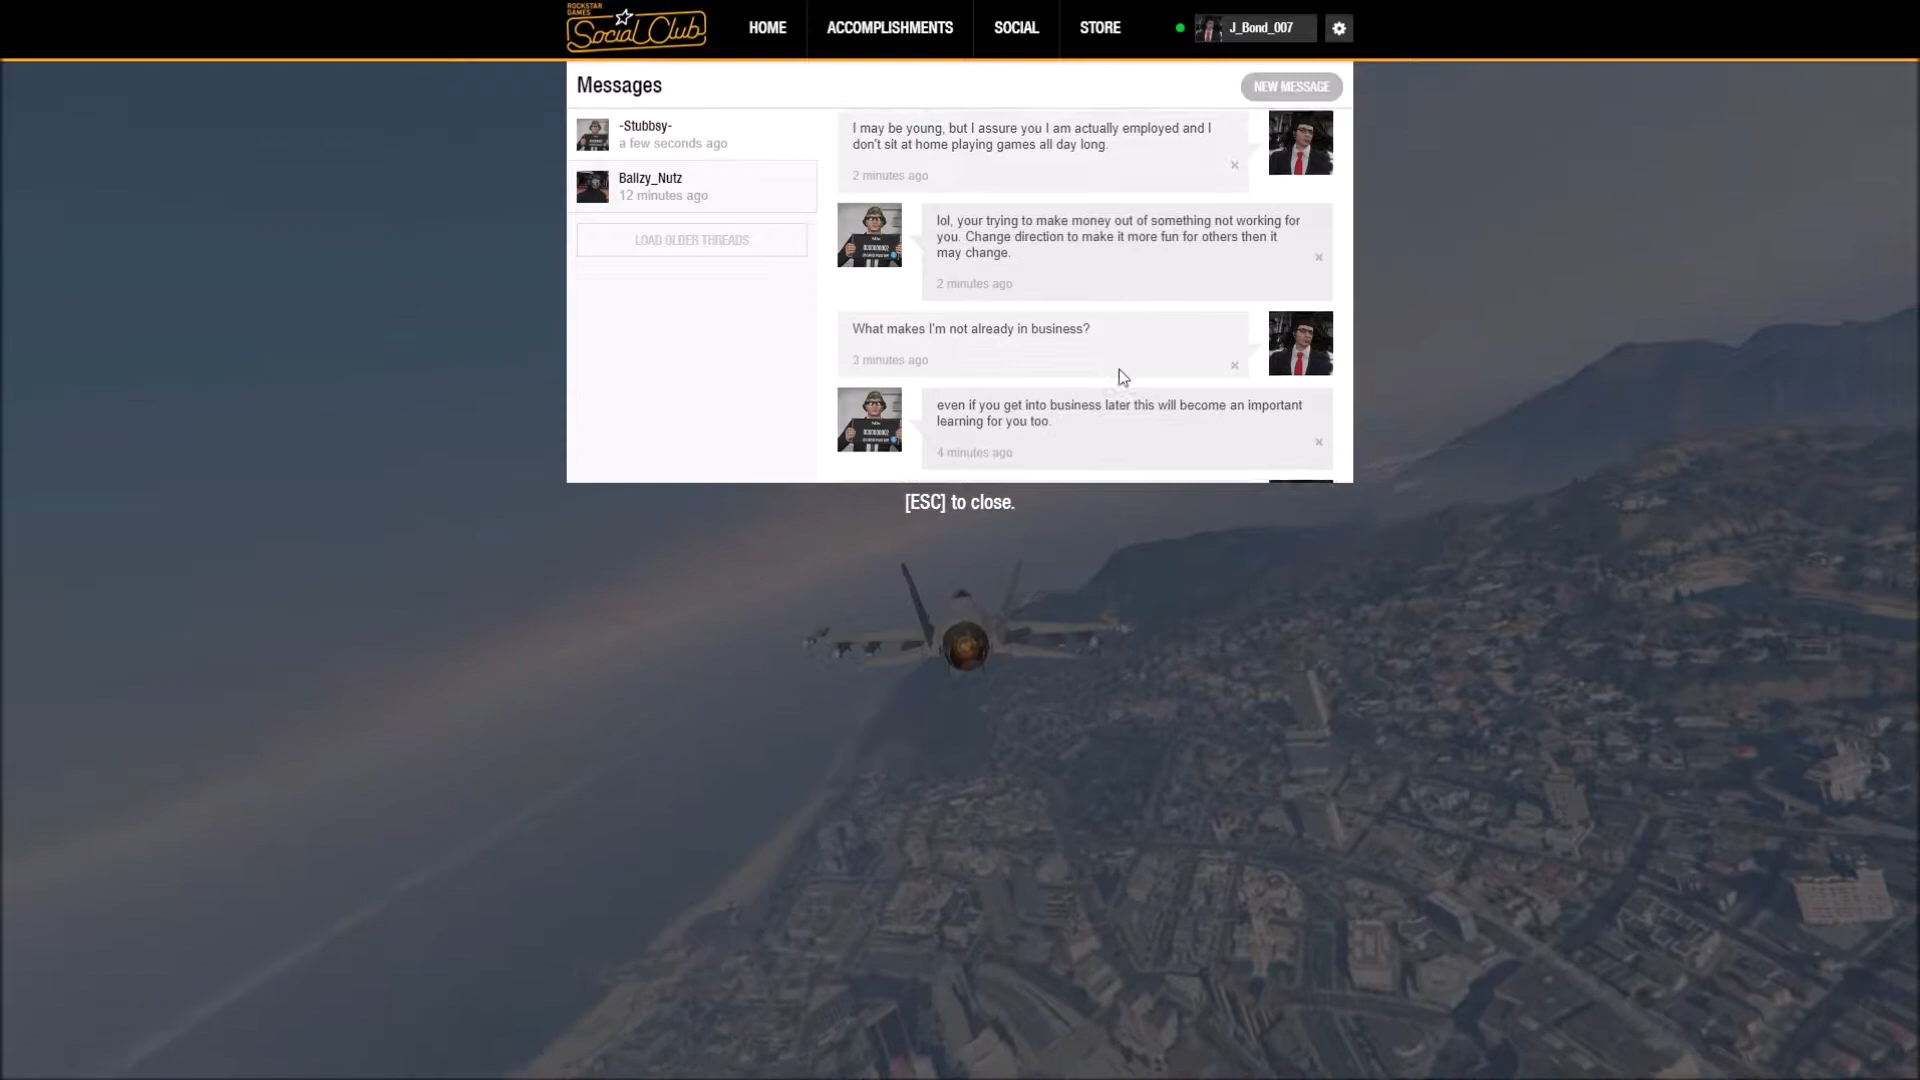 ROCKSTAR
GAMES
Social Club
HOME
ACCOMPLISHMENTS
SOCIAL
STORE
J_Bond_007
Messages
NEW MESSAGE
-Stubbsy-
a few seconds ago
Ballzy_Nutz
12 minutes ago
LOAD OLDER THREADS
I may be young, but I assure you I am actually employed and I
don't sit at home playing games all day long.
2 minutes ago
lol, your trying to make money out of something not working for
you. Change direction to make it more fun for others then it
may change.
2 minutes ago
What makes I'm not already in business?
3 minutes ago
even if you get into business later this will become an important
learning for you too.
4 minutes ago
[ESC] to close.